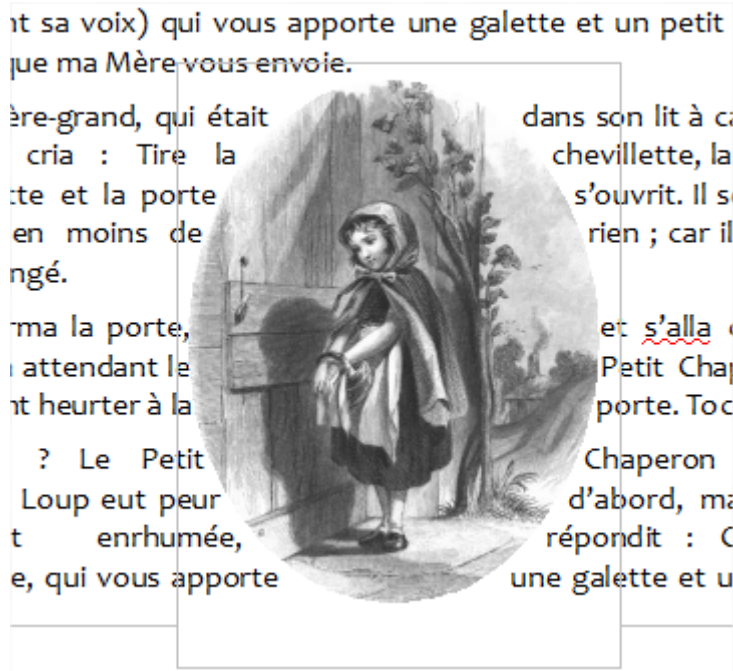 nt sa voix) qui vous apporte une galette et un petit
que ma Mère vous envoie.
ère-grand, qui était dans son lit à ca
cria : Tire la chevillette, la
tte et la porte s'ouvrit. Il se
en moins de rien ; car il
ngé.
rma la porte, et s'alla
attendant le Petit Chap
nt heurter à la porte. Toc
? Le Petit Chaperon
Loup eut peur d'abord, ma
t enrhumée, répondit : C
e, qui vous apporte une galette et u